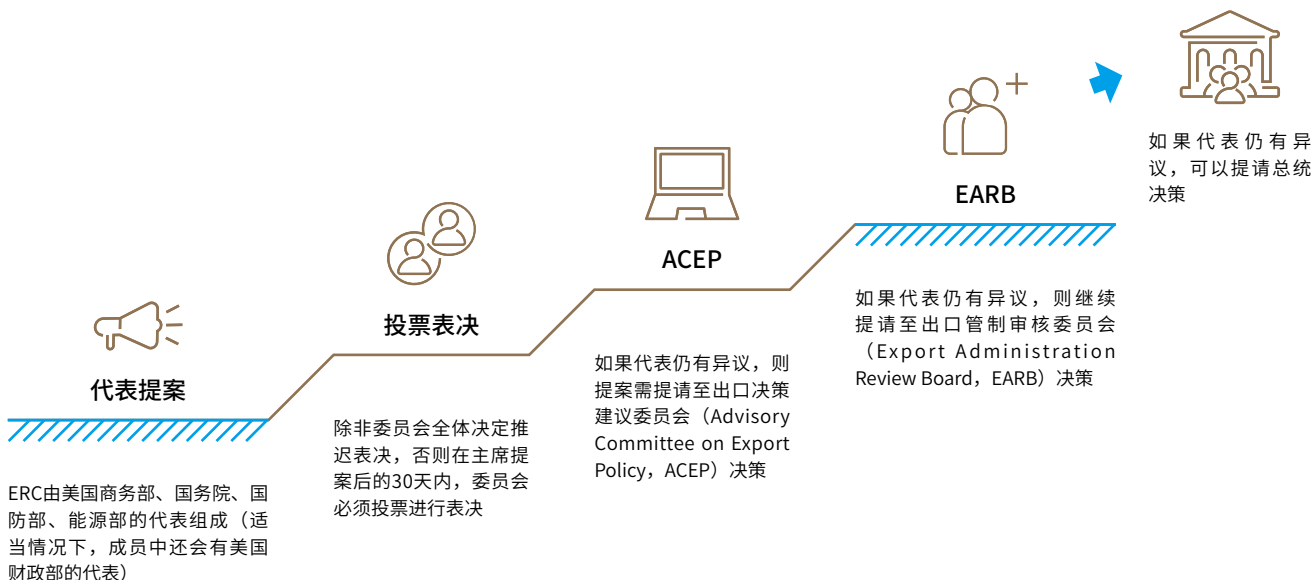 代表提案
ERC由美国商务部、国务院、国
防部、能源部的代表组成（适
当情况下，成员中还会有美国
财政部的代表）
投票表决
除非委员会全体决定推
迟表决，否则在主席提
案后的30天内，委员会
必须投票进行表决
ACEP
如果代表仍有异议，则
提案需提请至出口决策
建议委员会（Advisory
Committee on Export
Policy，ACEP）决策
EARB
如果代表仍有异议，则继续
提请至出口管制审核委员会
（Export Administration
Review Board，EARB）决策
如果代表仍有异
议，可以提请总统
决策